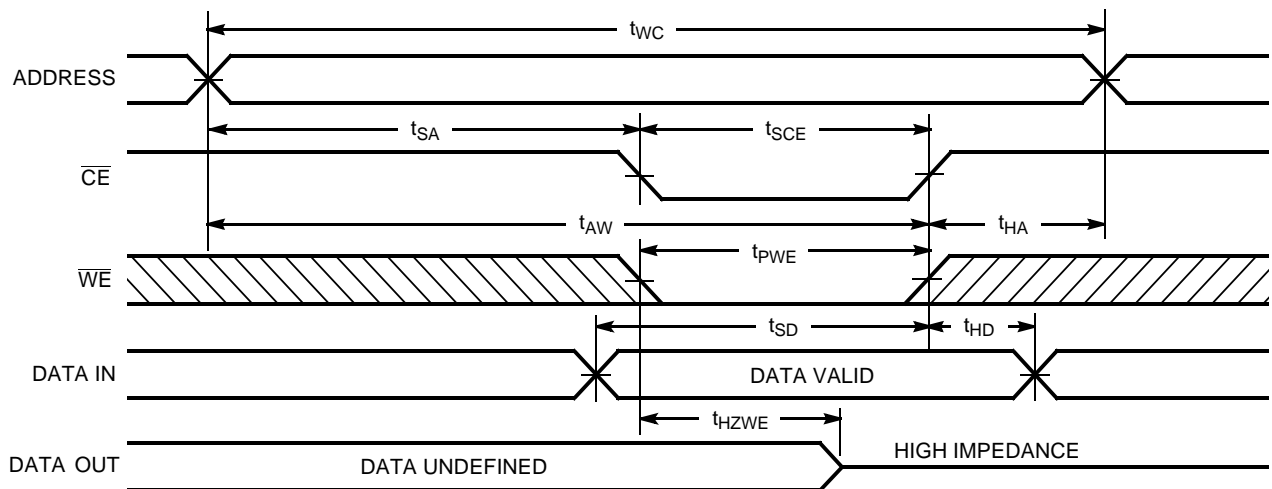 tWC
ADDRESS
tSA
tSCE
CE
tAW
tHA
tPWE
WE
tSD
tHD
DATA IN
DATA VALID
tHZWE
DATA OUT
DATA UNDEFINED
HIGH IMPEDANCE